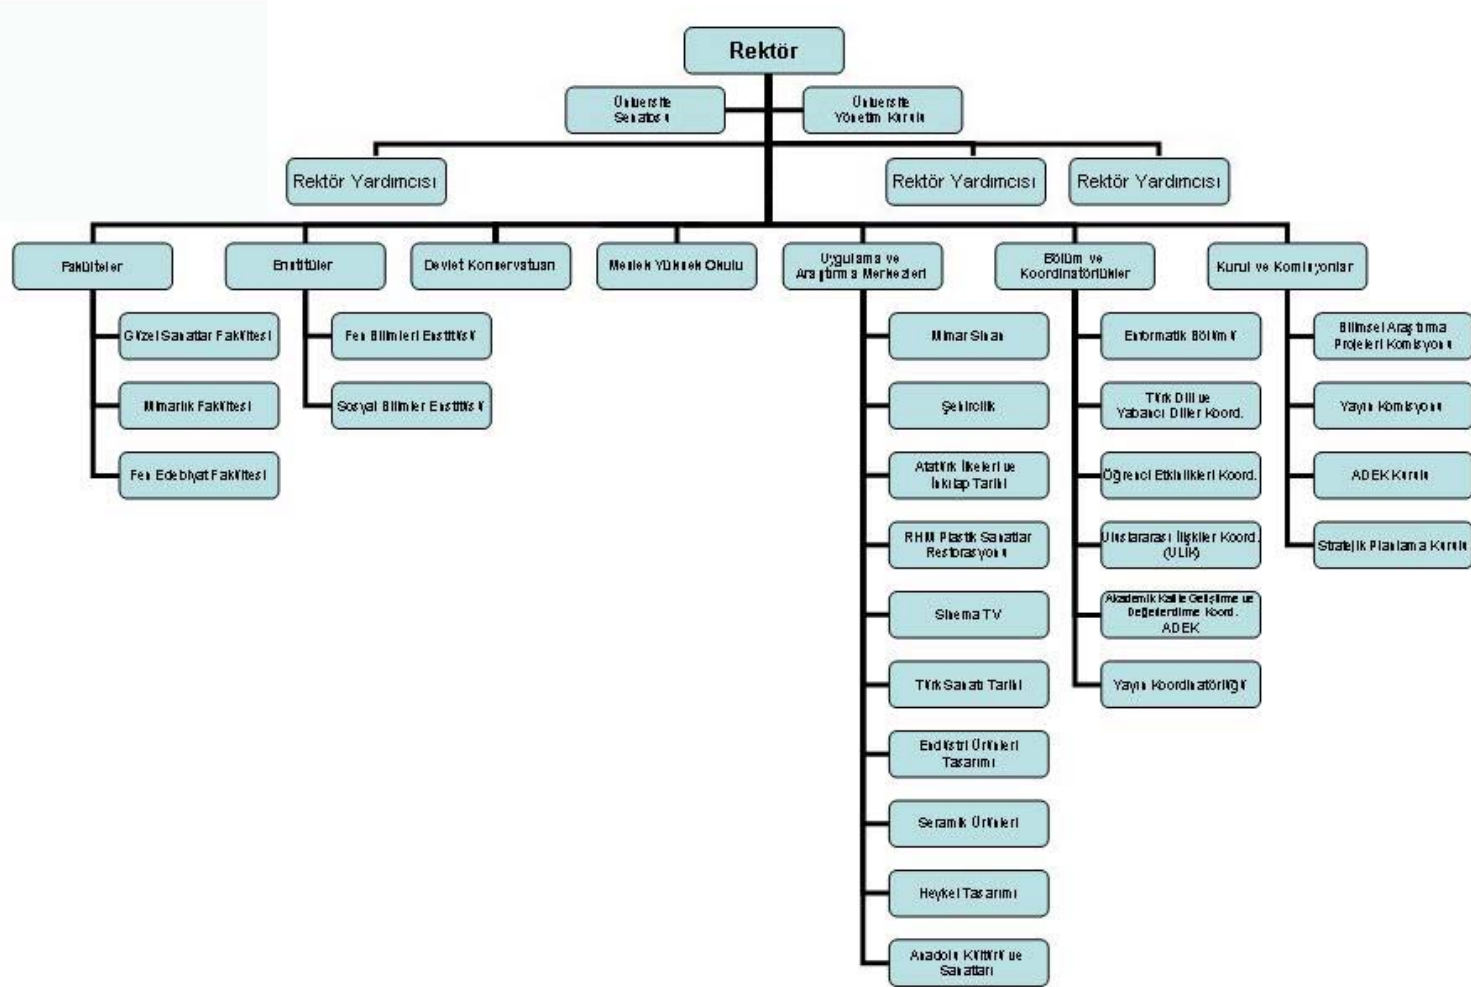 Rektör
Üniversite
Senatosu
Üniversite
Yönetim Kurulu
Rektör Yardımcısı
Rektör Yardımcısı
Rektör Yardımcısı
Fakülteler
Enstitüler
Devlet Konservatuarı
Meslek Yüksek Okulu
Uygulama ve
Araştırma Merkezleri
Bölüm ve
Koordinatörlükler
Kurul ve Komisyonlar
Güzel Sanatlar Fakültesi
Mimarlık Fakültesi
Fen Edebiyat Fakültesi
Fen Bilimleri Enstitüsü
Sosyal Bilimler Enstitüsü
Mimar Sinan
Şehircilik
Atatürk İlkeleri ve
İnkılap Tarihi
RHM Plastik Sanatlar
Restorasyonu
Sinema TV
Türk Sanatı Tarihi
Endüstri Ürünleri
Tasarımı
Seramik Ürünleri
Heykel Tasarımı
Anadolu Kültürü ve
Sanatları
Enformatik Bölümü
Türk Dili ve
Yabancı Diller Koord.
Öğrenci Etkinlikleri Koord.
Uluslararası İlişkiler Koord.
(ULİK)
Akademik Kalite Geliştirme ve
Değerlendirme Koord.
ADEK
Yayın Koordinatörlüğü
Bilimsel Araştırma
Projeleri Komisyonu
Yayın Komisyonu
ADEK Kurulu
Stratejik Planlama Kurulu